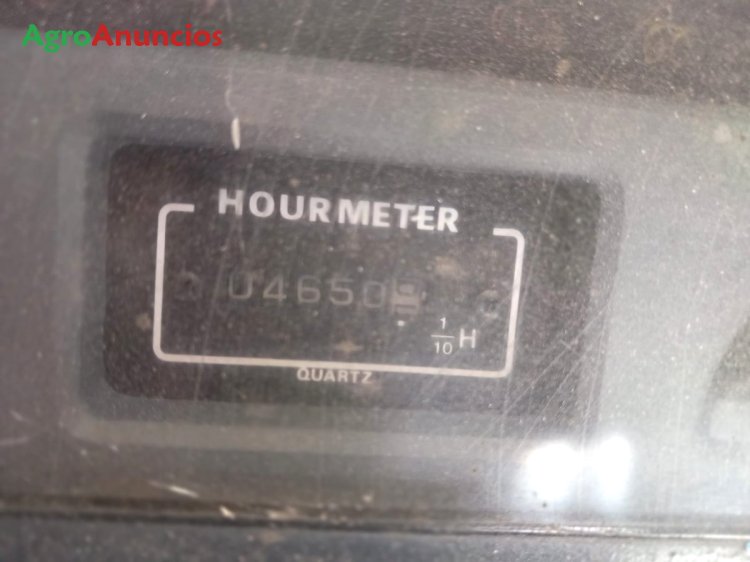 AgroAnuncios
HOURMETER
04650
1/10 H
QUARTZ